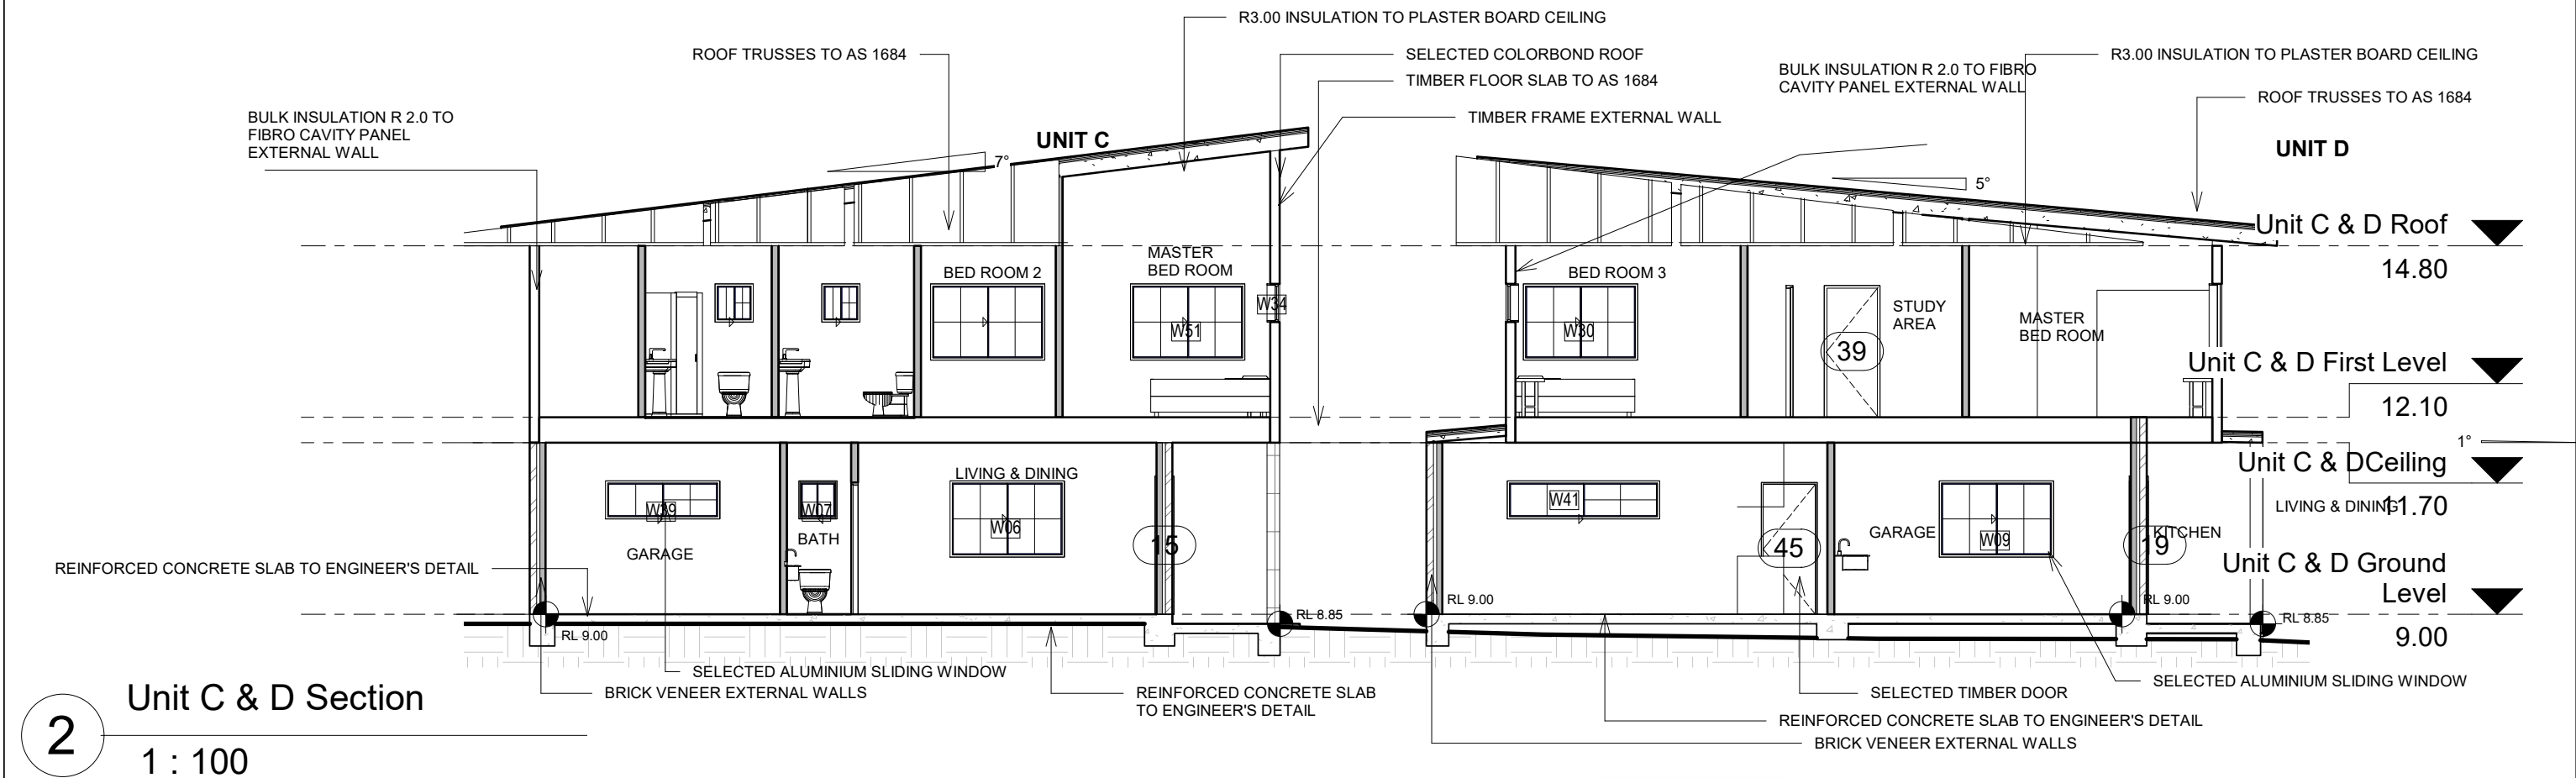 R3.00 INSULATION TO PLASTER BOARD CEILING
ROOF TRUSSES TO AS 1684
SELECTED COLORBOND ROOF
R3.00 INSULATION TO PLASTER BOARD CEILING
BULK INSULATION R 2.0 TO FIBRO
CAVITY PANEL EXTERNAL WALL
TIMBER FLOOR SLAB TO AS 1684
ROOF TRUSSES TO AS 1684
BULK INSULATION R 2.0 TO
FIBRO CAVITY PANEL
EXTERNAL WALL
TIMBER FRAME EXTERNAL WALL
UNIT C
UNIT D
7°
5°
Unit C & D Roof
14.80
MASTER
BED ROOM
BED ROOM 2
BED ROOM 3
W34
W51
W30
STUDY
AREA
MASTER
BED ROOM
39
Unit C & D First Level
12.10
1°
Unit C & DCeiling
11.70
LIVING & DINING
LIVING & DINING
W39
W07
W06
W41
GARAGE
BATH
15
45
GARAGE
W09
19
KITCHEN
Unit C & D Ground
Level
9.00
REINFORCED CONCRETE SLAB TO ENGINEER'S DETAIL
RL 9.00
RL 8.85
RL 9.00
RL 9.00
RL 8.85
SELECTED ALUMINIUM SLIDING WINDOW
BRICK VENEER EXTERNAL WALLS
REINFORCED CONCRETE SLAB
TO ENGINEER'S DETAIL
SELECTED ALUMINIUM SLIDING WINDOW
SELECTED TIMBER DOOR
REINFORCED CONCRETE SLAB TO ENGINEER'S DETAIL
BRICK VENEER EXTERNAL WALLS
2
Unit C & D Section
1 : 100